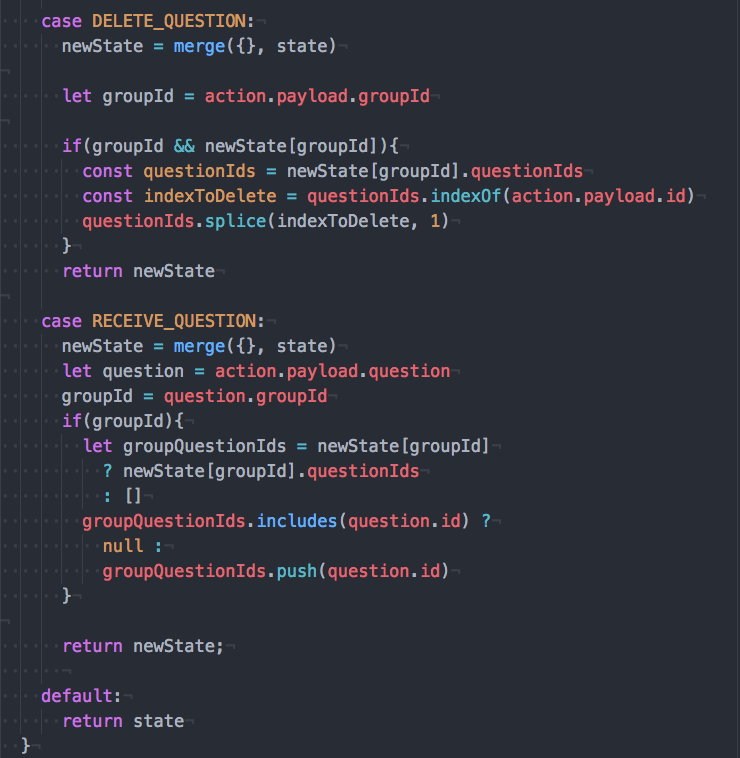 case DELETE_QUESTION:
newState = merge({}, state)
let groupId = action.payload.groupId
if(groupId && newState[groupId]){
const questionIds = newState[groupId].questionIds
const indexToDelete = questionIds.indexOf(action.payload.id)
questionIds.splice(indexToDelete, 1)
}
return newState
case RECEIVE_QUESTION:
newState = merge({}, state)
let question = action.payload.question
groupId = question.groupId
if(groupId){
let groupQuestionIds = newState[groupId]
? newState[groupId].questionIds
: []
groupQuestionIds.includes(question.id) ?
null :
groupQuestionIds.push(question.id)
}
return newState;
default:
return state
}